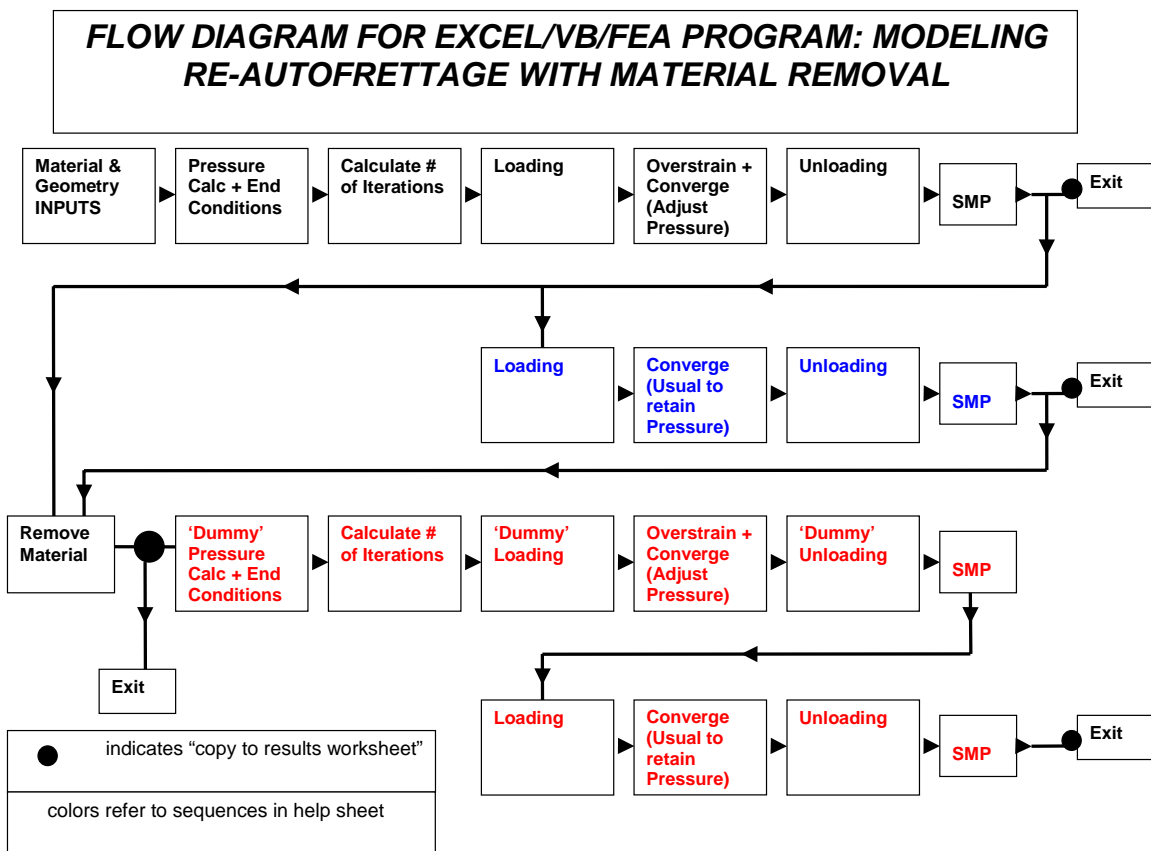 FLOW DIAGRAM FOR EXCEL/VB/FEA PROGRAM: MODELING
RE-AUTOFRETTAGE WITH MATERIAL REMOVAL
Material &
Geometry
INPUTS
Pressure
Calc + End
Conditions
Calculate #
of Iterations
Loading
Overstrain +
Converge
(Adjust
Pressure)
Unloading
SMP
Exit
Loading
Converge
(Usual to
retain
Pressure)
Unloading
SMP
Exit
Remove
Material
‘Dummy’
Pressure
Calc + End
Conditions
Calculate #
of Iterations
‘Dummy’
Loading
Overstrain +
Converge
(Adjust
Pressure)
‘Dummy’
Unloading
SMP
Exit
Loading
Converge
(Usual to
retain
Pressure)
Unloading
SMP
Exit
indicates “copy to results worksheet”
colors refer to sequences in help sheet